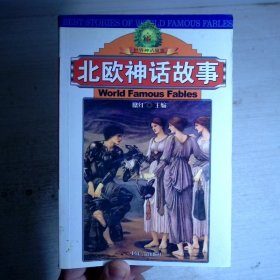 BEST STORIES OF WORLD FAMOUS FABLES
北欧神话故事
World Famous Fables
主编